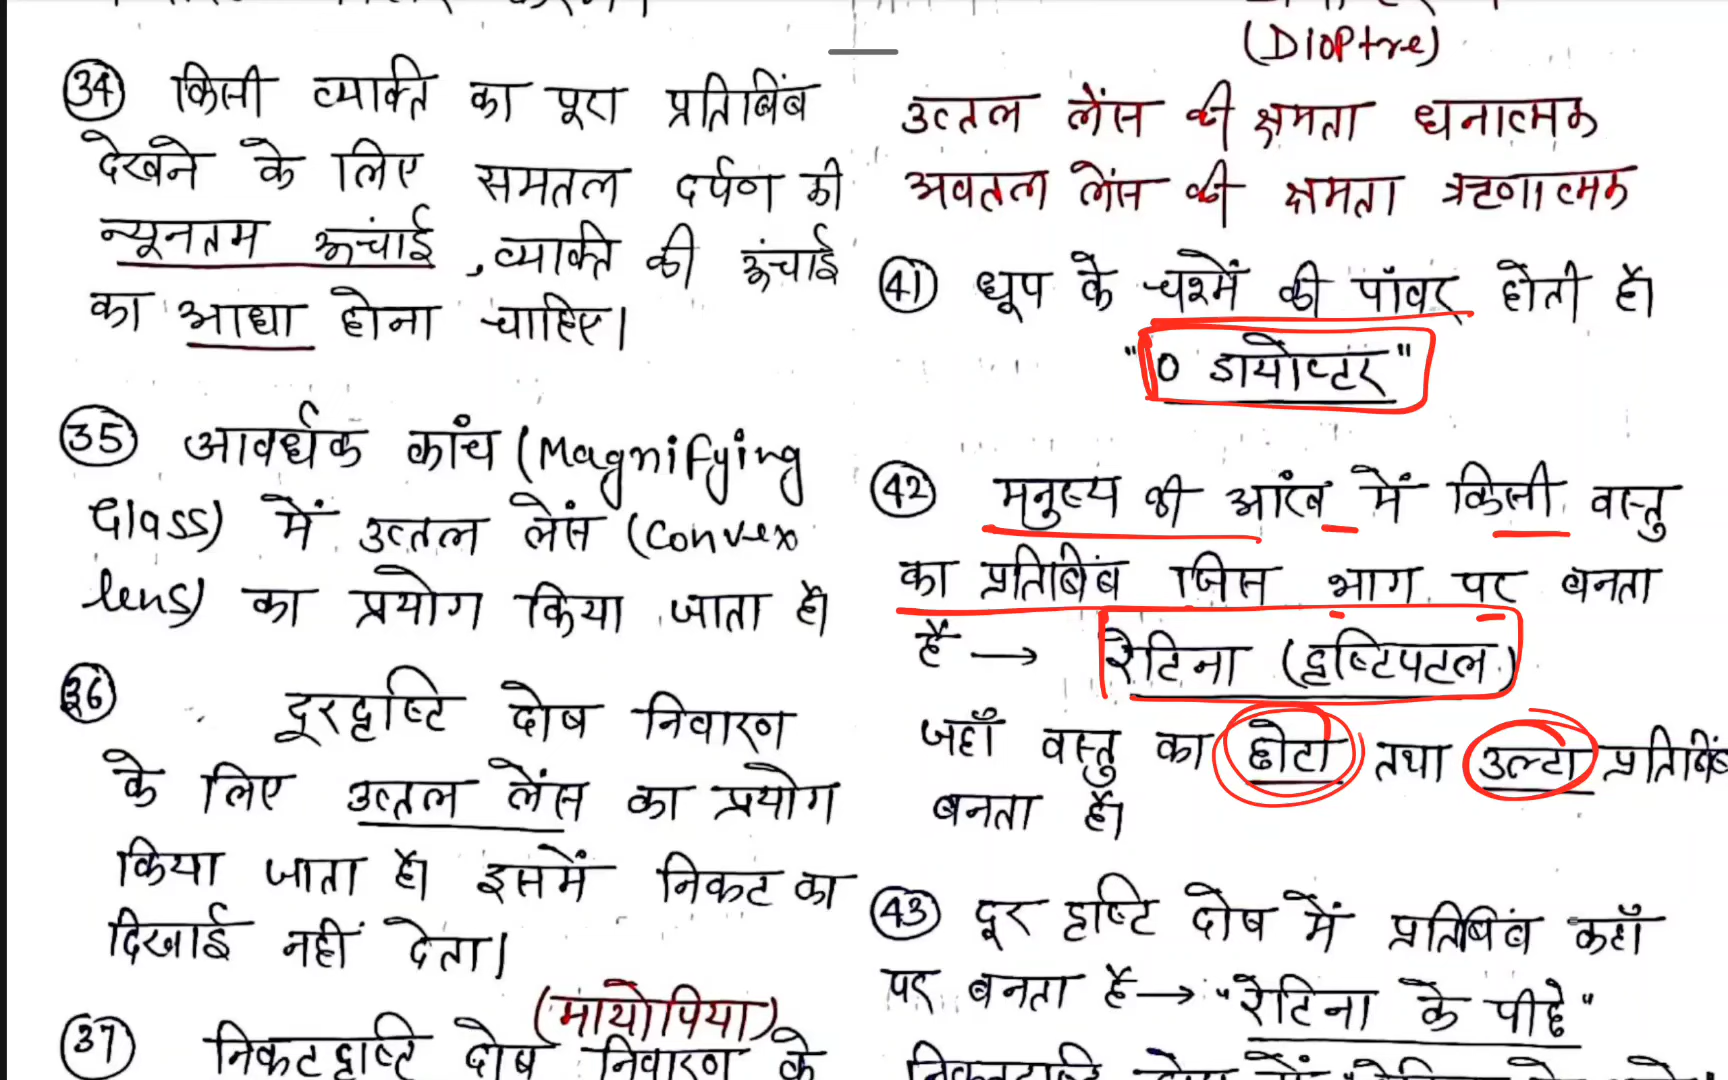 (34) किसी व्यक्ति का पूरा प्रतिबिंब
देखने के लिए समतल दर्पण की
न्यूनतम ऊंचाई, व्यक्ति की ऊंचाई
का आधा होना चाहिए।
(35) आवर्धक कांच (Magnifying
Glass) में उत्तल लेंस (Convex
lens) का प्रयोग किया जाता है।
(36) दूरदृष्टि दोष निवारण
के लिए उत्तल लेंस का प्रयोग
किया जाता है। इसमें निकट का
दिखाई नहीं देता।
(मायोपिया)
(37) निकटदृष्टि दोष निवारण के
(Dioptre)
उत्तल लेंस की क्षमता धनात्मक
अवतल लेंस की क्षमता ऋणात्मक
(41) धूप के चश्में की पॉवर होती है।
"0 डायोप्टर"
(42) मनुष्य की आंख में किसी वस्तु
का प्रतिबिंब जिस भाग पर बनता
है → रेटिना (दृष्टिपटल)
जहाँ वस्तु का छोटा तथा उल्टा प्रतिबिंब
बनता है।
(43) दूर दृष्टि दोष में प्रतिबिंब कहाँ
पर बनता है → "रेटिना के पीछे"
निकटदृष्टि दोष में